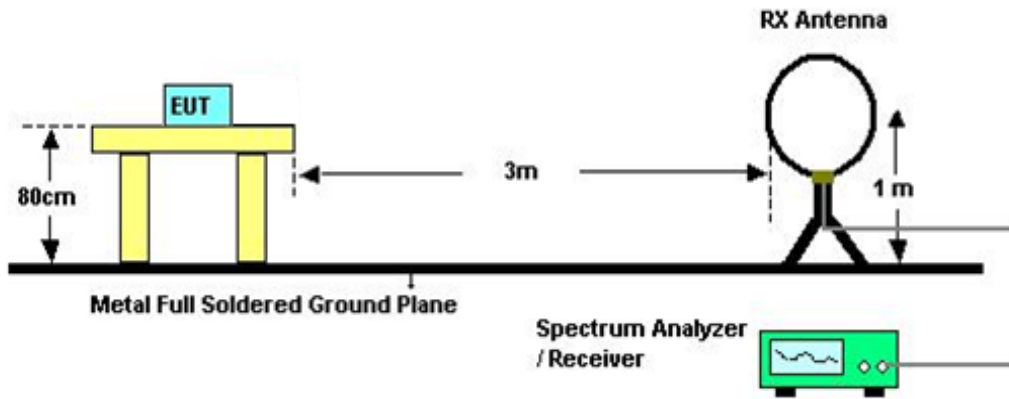 RX Antenna
EUT
3m
80cm
1 m
Metal Full Soldered Ground Plane
Spectrum Analyzer
/ Receiver